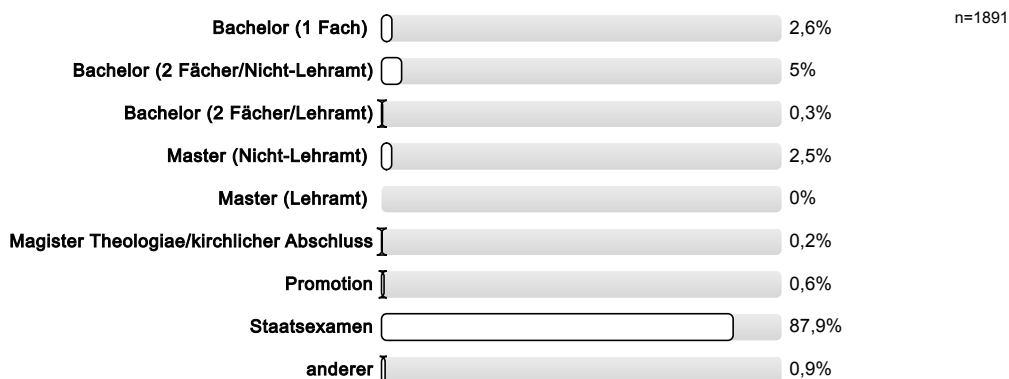 n=1891
Bachelor (1 Fach) 2,6%
Bachelor (2 Fächer/Nicht-Lehramt) 5%
Bachelor (2 Fächer/Lehramt) 0,3%
Master (Nicht-Lehramt) 2,5%
Master (Lehramt) 0%
Magister Theologiae/kirchlicher Abschluss 0,2%
Promotion 0,6%
Staatsexamen 87,9%
anderer 0,9%